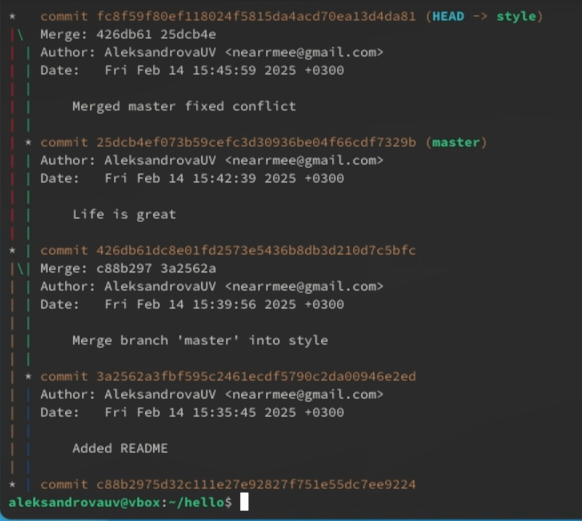 * commit fc8f59f80ef118024f5815da4acd70ea13d4da81 (HEAD -> style)
|\ Merge: 426db61 25dcb4e
| | Author: AleksandrovaUV <nearrmee@gmail.com>
| | Date: Fri Feb 14 15:45:59 2025 +0300
| |
| | Merged master fixed conflict
| |
| * commit 25dcb4ef073b59cefc3d30936be04f66cdf7329b (master)
| | Author: AleksandrovaUV <nearrmee@gmail.com>
| | Date: Fri Feb 14 15:42:39 2025 +0300
| |
| | Life is great
| |
* | commit 426db61dc8e01fd2573e5436b8db3d210d7c5bfc
|\| Merge: c88b297 3a2562a
| | Author: AleksandrovaUV <nearrmee@gmail.com>
| | Date: Fri Feb 14 15:39:56 2025 +0300
| |
| | Merge branch 'master' into style
| |
| * commit 3a2562a3fbf595c2461ecdf5790c2da00946e2ed
| | Author: AleksandrovaUV <nearrmee@gmail.com>
| | Date: Fri Feb 14 15:35:45 2025 +0300
| |
| | Added README
| |
* | commit c88b2975d32c111e27e92827f751e55dc7ee9224
aleksandrovauv@vbox:~/hello$